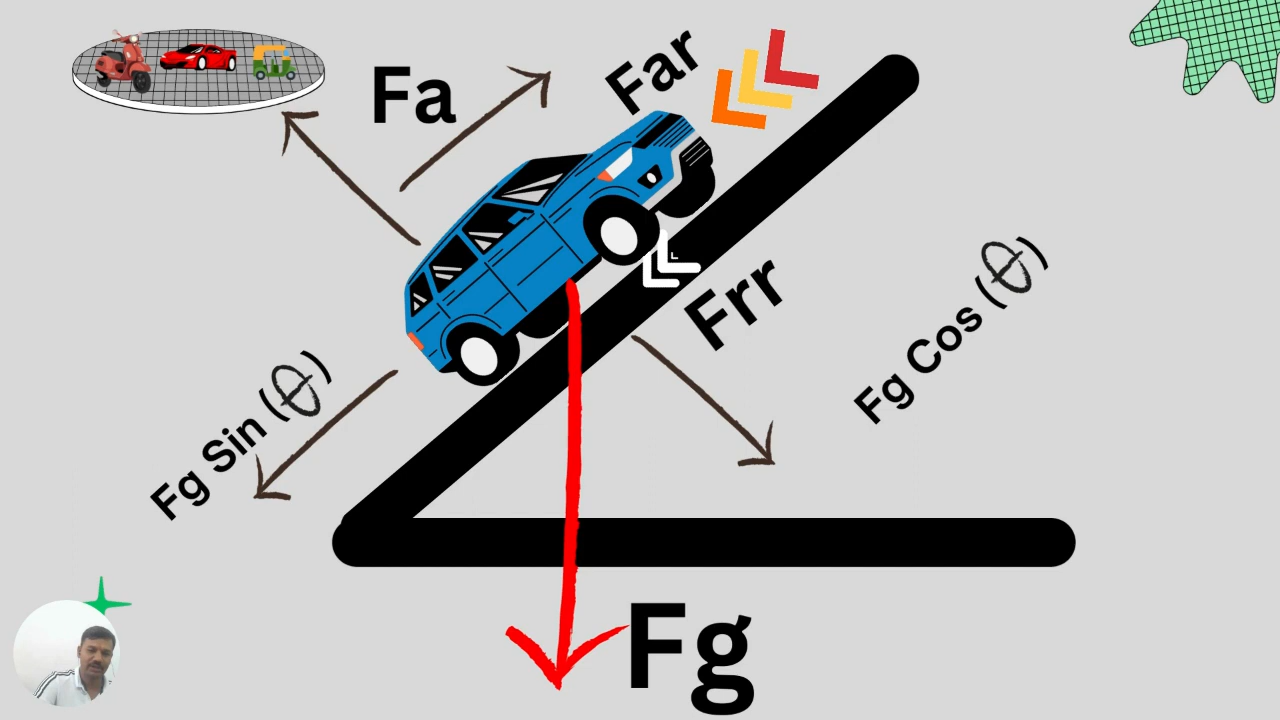 Fa
Far
Frr
Fg Sin (θ)
Fg Cos (θ)
Fg